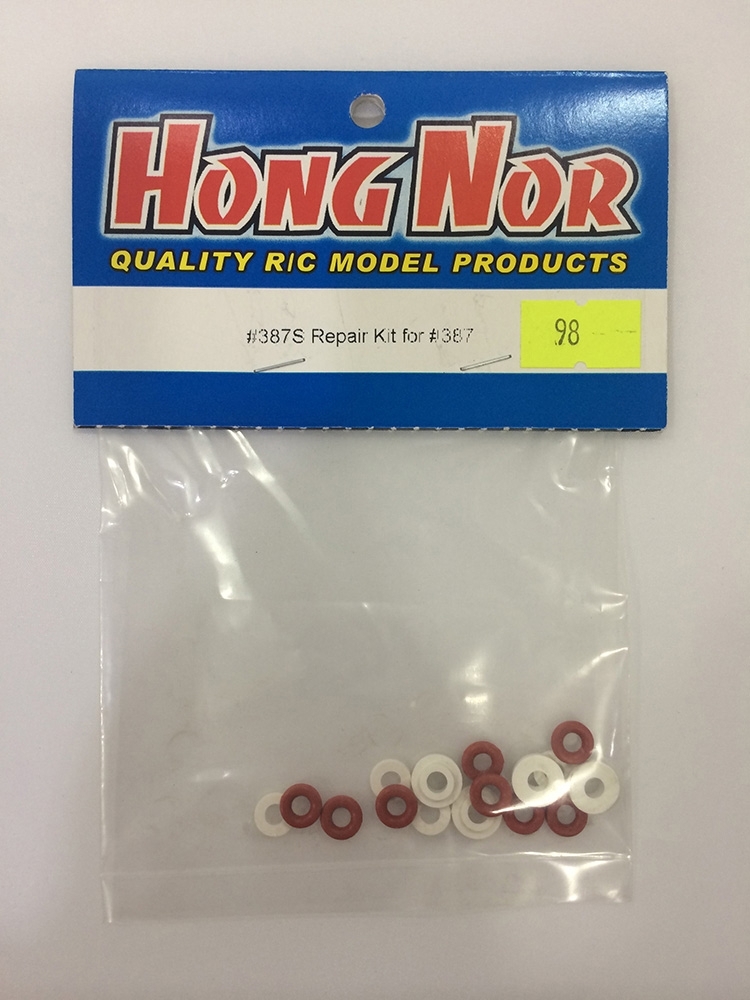 HONG NOR
QUALITY R/C MODEL PRODUCTS
#387S Repair Kit for #387
98